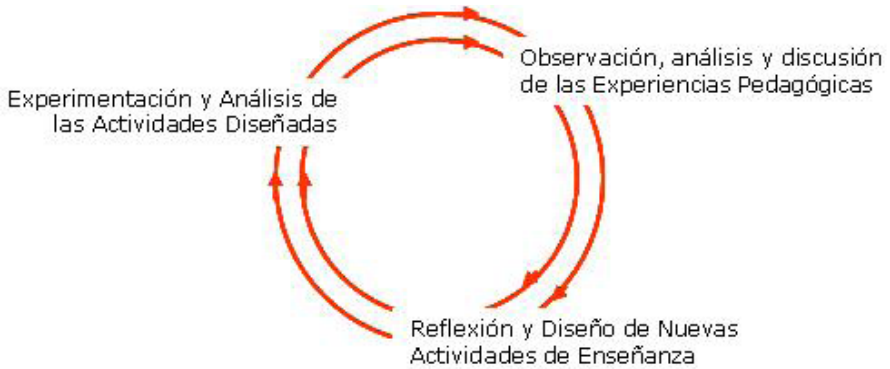 Observación, análisis y discusión
de las Experiencias Pedagógicas
Experimentación y Análisis de
las Actividades Diseñadas
Reflexión y Diseño de Nuevas
Actividades de Enseñanza